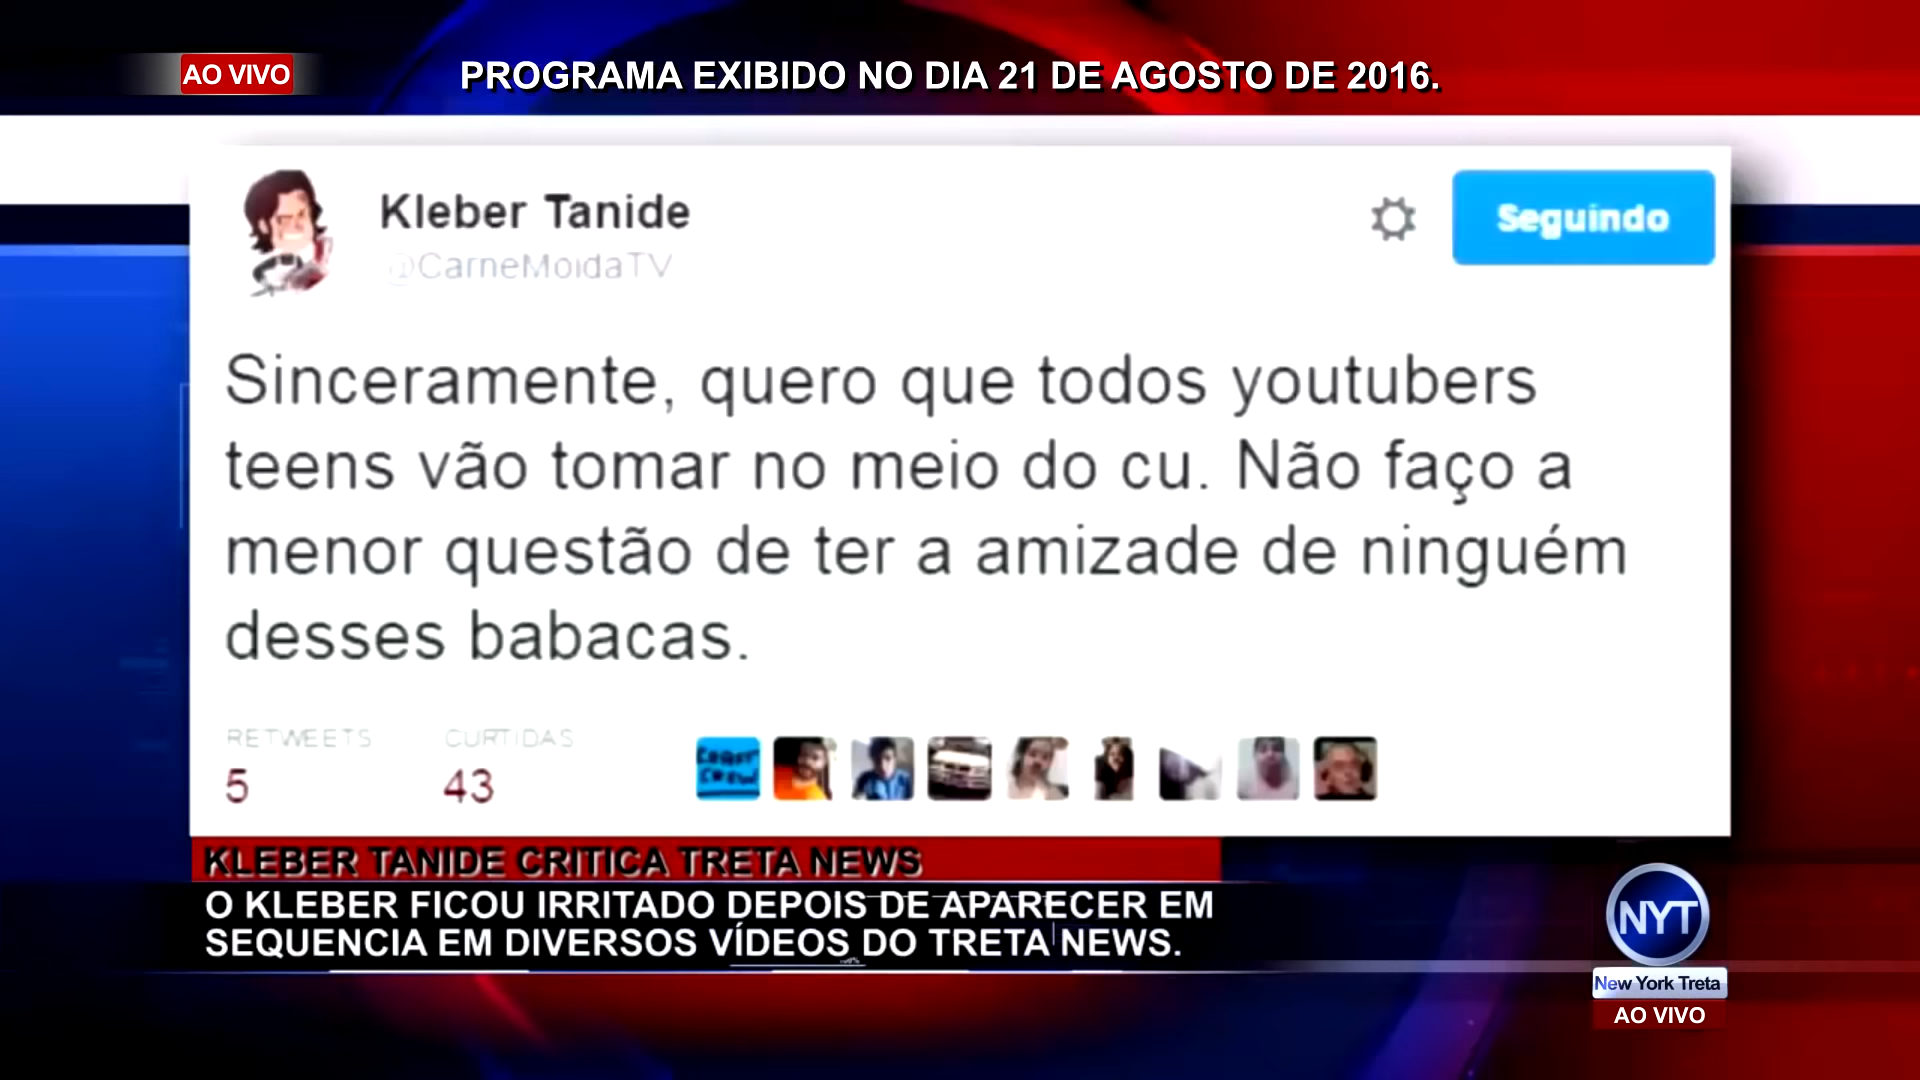 AO VIVO
PROGRAMA EXIBIDO NO DIA 21 DE AGOSTO DE 2016.
Kleber Tanide
@CarneMoidaTV
Seguindo
Sinceramente, quero que todos youtubers
teens vão tomar no meio do cu. Não faço a
menor questão de ter a amizade de ninguém
desses babacas.
RETWEETS
5
CURTIDAS
43
KLEBER TANIDE CRITICA TRETA NEWS
O KLEBER FICOU IRRITADO DEPOIS DE APARECER EM
SEQUENCIA EM DIVERSOS VÍDEOS DO TRETA NEWS.
NYT
New York Treta
AO VIVO